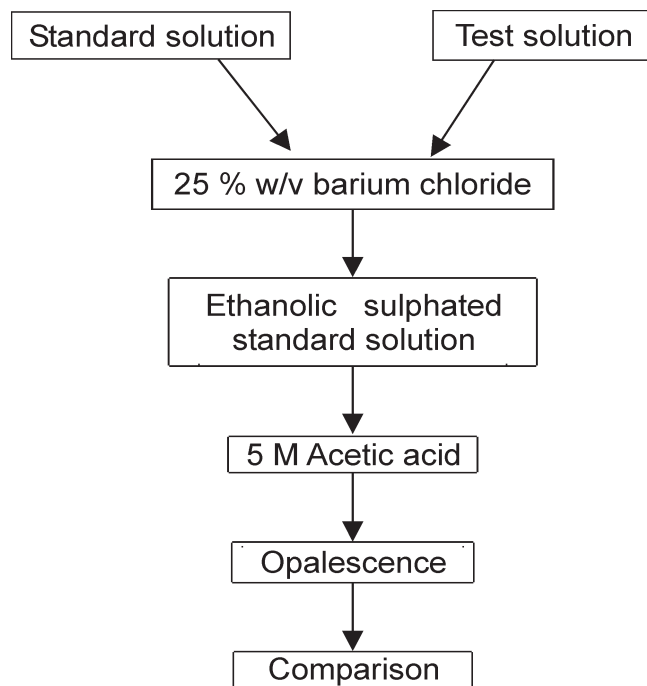 Standard solution
Test solution
25 % w/v barium chloride
Ethanolic sulphated
standard solution
5 M Acetic acid
Opalescence
Comparison